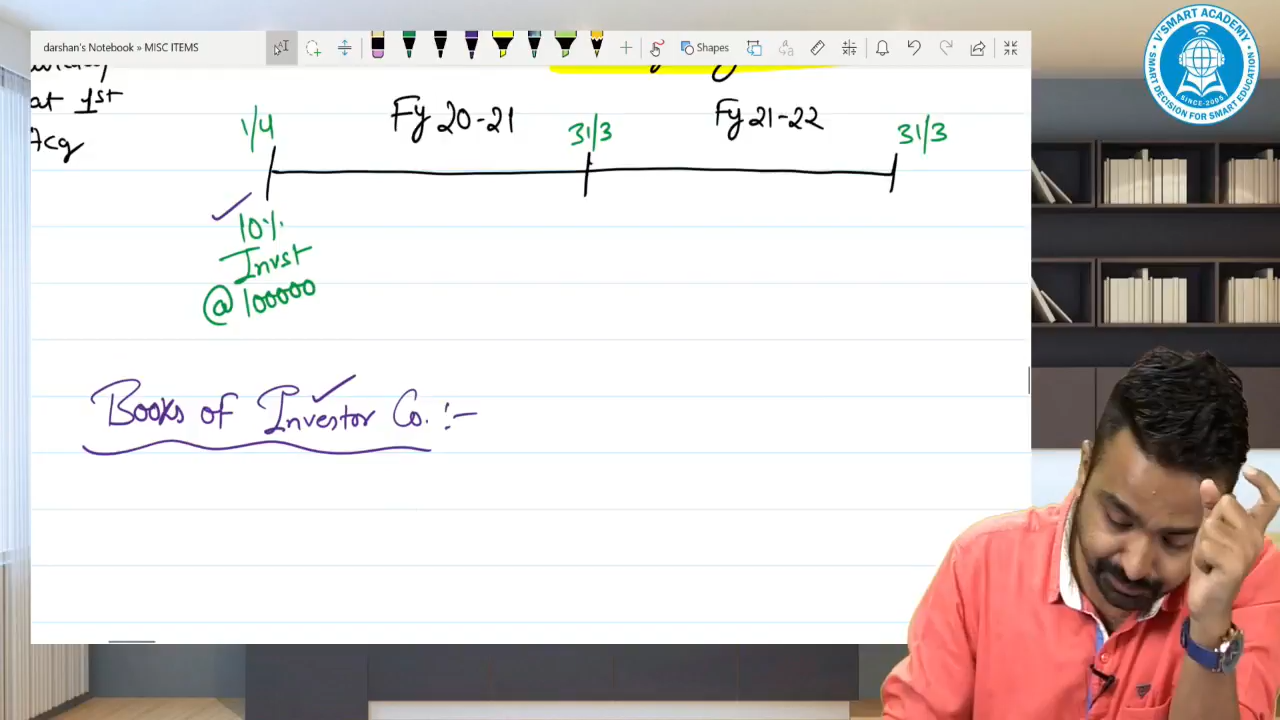 darshan's Notebook » MISC ITEMS
Shapes
at 1st
Acq
1/4
Fy 20-21
31/3
Fy 21-22
31/3
10%
Invst
@ 100000
Books of Investor Co. :-
V'SMART ACADEMY
SMART DECISION FOR SMART EDUCATION
SINCE-2005